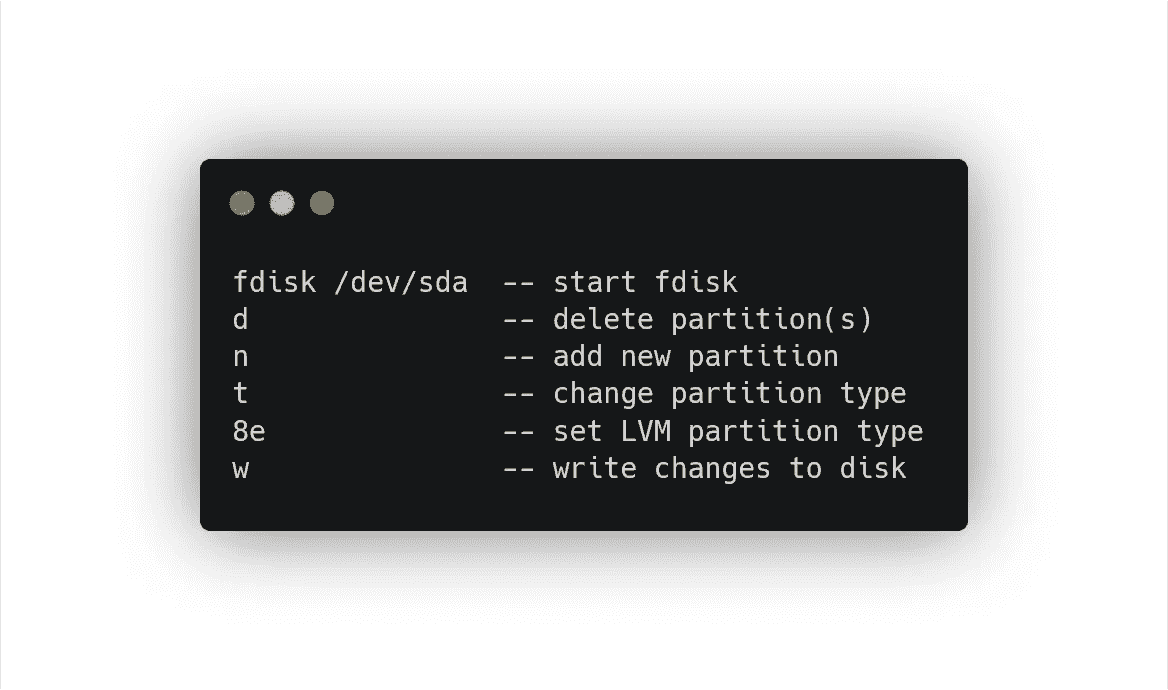 fdisk /dev/sda  -- start fdisk
d               -- delete partition(s)
n               -- add new partition
t               -- change partition type
8e              -- set LVM partition type
w               -- write changes to disk